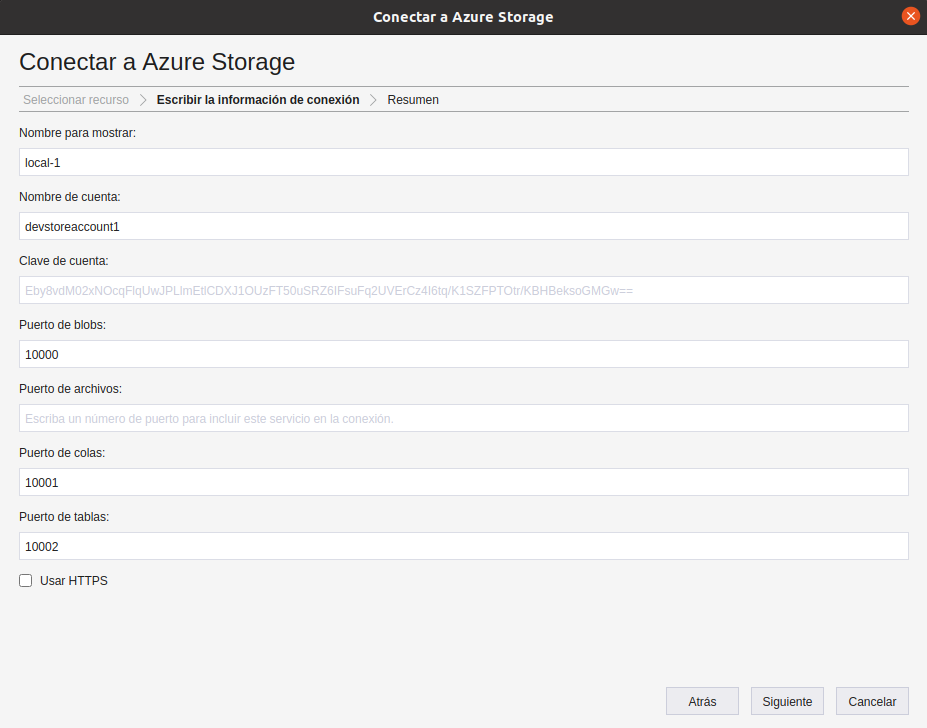 Conectar a Azure Storage
Conectar a Azure Storage
Seleccionar recurso > Escribir la información de conexión > Resumen
Nombre para mostrar:
local-1
Nombre de cuenta:
devstoreaccount1
Clave de cuenta:
Eby8vdM02xNOcqFlqUwJPLlmEtlCDXJ1OUzFT50uSRZ6IFsuFq2UVErCz4I6tq/K1SZFPTOtr/KBHBeksoGMGw==
Puerto de blobs:
10000
Puerto de archivos:
Escriba un número de puerto para incluir este servicio en la conexión.
Puerto de colas:
10001
Puerto de tablas:
10002
Usar HTTPS
Atrás Siguiente Cancelar